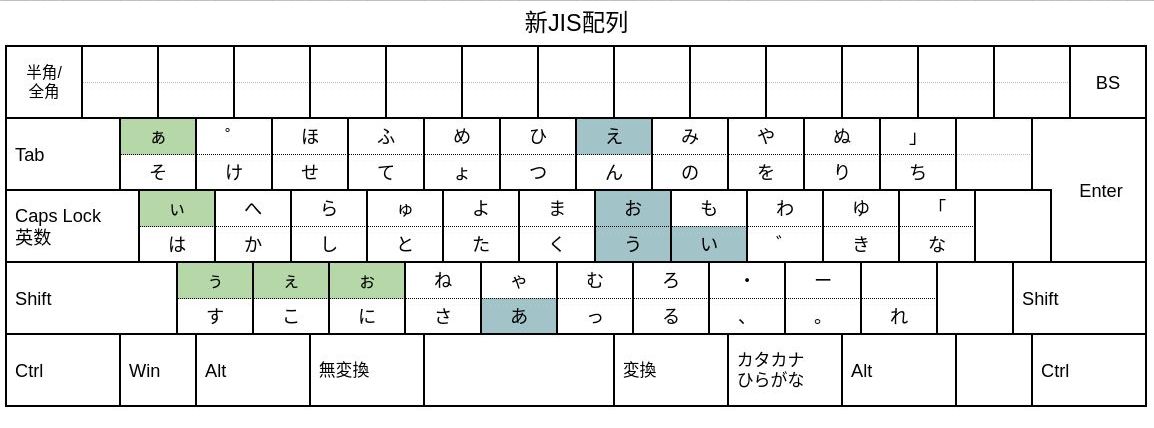 新JIS配列
半角/
全角
BS
Tab
ぁ ゜ ほ ふ め ひ え み や ぬ 」
そ け せ て ょ つ ん の を り ち
Enter
Caps Lock
英数
ぃ へ ら ゅ よ ま お も わ ゆ 「
は か し と た く う い ゛ き な
Shift
ぅ ぇ ぉ ね ゃ む ろ ・ ー
す こ に さ あ っ る 、 。 れ
Shift
Ctrl
Win
Alt
無変換
変換
カタカナ
ひらがな
Alt
Ctrl